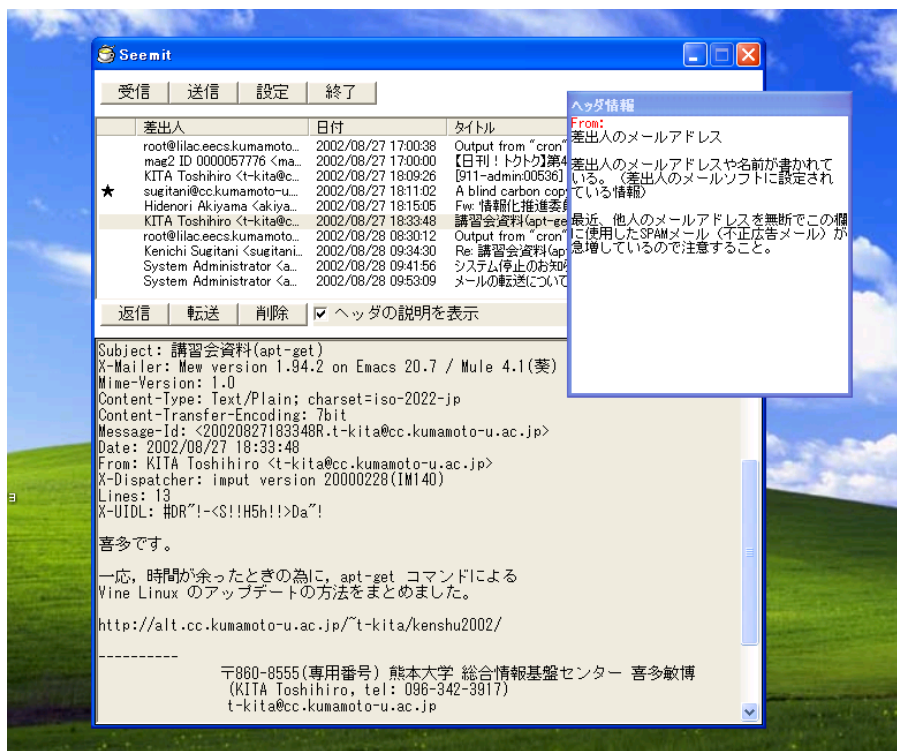 Seemit
受信 送信 設定 終了
差出人 日付 タイトル
root@lilac.eecs.kumamoto... 2002/08/27 17:00:38 Output from "cron"
mag2 ID 0000057776 <ma... 2002/08/27 17:00:00 【日刊!トクトク】第4
KITA Toshihiro <t-kita@c... 2002/08/27 18:09:26 [911-admin:00536]
★ sugitani@cc.kumamoto-u.... 2002/08/27 18:11:02 A blind carbon cop
Hidenori Akiyama <akiya... 2002/08/27 18:15:05 Fw: 情報化推進委員
KITA Toshihiro <t-kita@c... 2002/08/27 18:33:48 講習会資料(apt-ge
root@lilac.eecs.kumamoto... 2002/08/28 08:30:12 Output from "cron"
Kenichi Sugitani <sugitani... 2002/08/28 09:34:30 Re: 講習会資料(ap
System Administrator <a... 2002/08/28 09:41:56 システム停止のお知ら
System Administrator <a... 2002/08/28 09:53:09 メールの転送について
ヘッダ情報
From:
差出人のメールアドレス
差出人のメールアドレスや名前が書かれて
いる。(差出人のメールソフトに設定され
ている情報)
最近、他人のメールアドレスを無断でこの欄
に使用したSPAMメール(不正広告メール)が
急増しているので注意すること。
返信 転送 削除 ヘッダの説明を表示
Subject: 講習会資料(apt-get)
X-Mailer: Mew version 1.94.2 on Emacs 20.7 / Mule 4.1(葵)
Mime-Version: 1.0
Content-Type: Text/Plain; charset=iso-2022-jp
Content-Transfer-Encoding: 7bit
Message-Id: <20020827183348R.t-kita@cc.kumamoto-u.ac.jp>
Date: 2002/08/27 18:33:48
From: KITA Toshihiro <t-kita@cc.kumamoto-u.ac.jp>
X-Dispatcher: imput version 20000228(IM140)
Lines: 13
X-UIDL: #DR"!-<S!!H5h!!>Da"!
喜多です。
一応, 時間が余ったときの為に, apt-get コマンドによる
Vine Linux のアップデートの方法をまとめました。
http://alt.cc.kumamoto-u.ac.jp/~t-kita/kenshu2002/
----------
〒860-8555(専用番号) 熊本大学 総合情報基盤センター 喜多敏博
(KITA Toshihiro, tel: 096-342-3917)
t-kita@cc.kumamoto-u.ac.jp